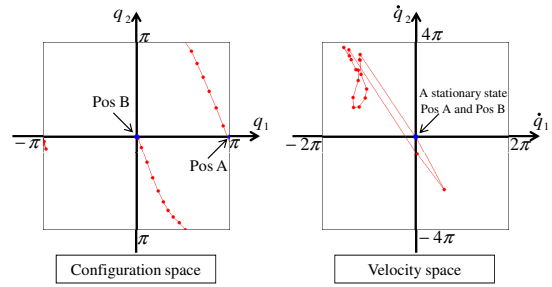 q₂
π
Pos B
q₁
−π
π
Pos A
π
Configuration space
q̇₂
4π
A stationary state
Pos A and Pos B
q̇₁
−2π
2π
−4π
Velocity space